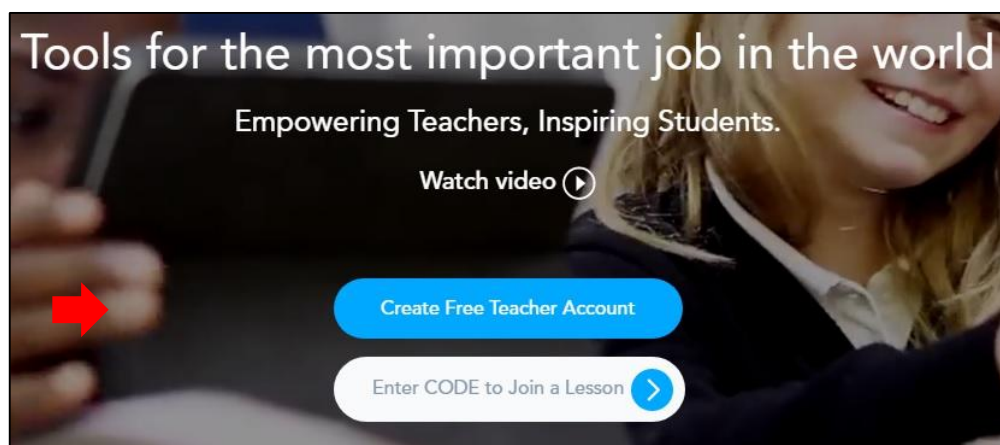 Tools for the most important job in the world
Empowering Teachers, Inspiring Students.
Watch video
Create Free Teacher Account
Enter CODE to Join a Lesson